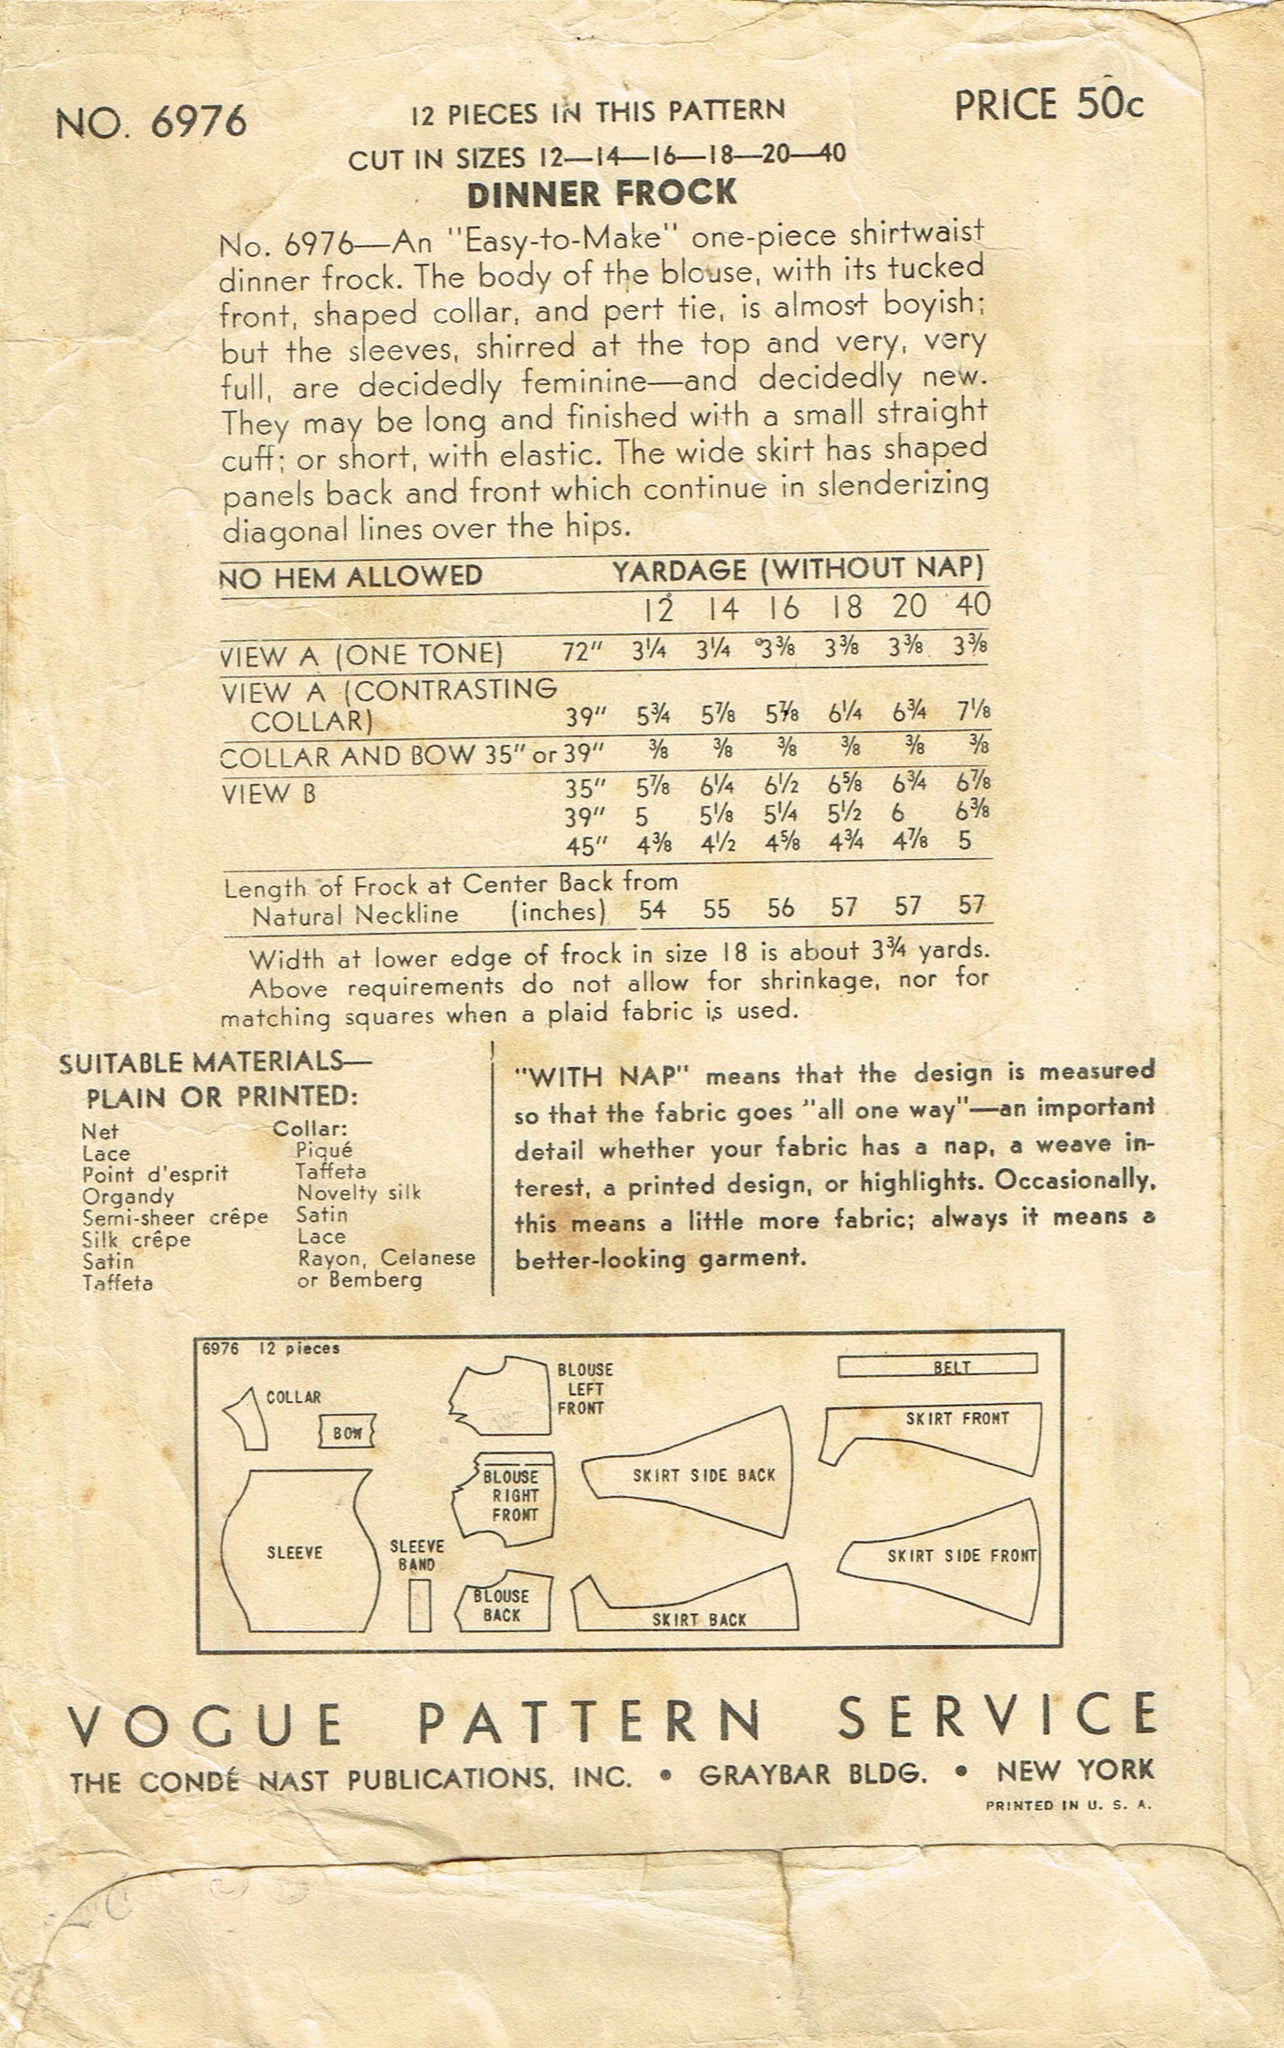 NO. 6976
12 PIECES IN THIS PATTERN
PRICE 50c
CUT IN SIZES 12—14—16—18—20—40
DINNER FROCK
No. 6976—An "Easy-to-Make" one-piece shirtwaist
dinner frock. The body of the blouse, with its tucked
front, shaped collar, and pert tie, is almost boyish;
but the sleeves, shirred at the top and very, very
full, are decidedly feminine—and decidedly new.
They may be long and finished with a small straight
cuff; or short, with elastic. The wide skirt has shaped
panels back and front which continue in slenderizing
diagonal lines over the hips.
NO HEM ALLOWED YARDAGE (WITHOUT NAP)
12 14 16 18 20 40
VIEW A (ONE TONE) 72" 3¼ 3¼ 3⅜ 3⅜ 3⅜ 3⅜
VIEW A (CONTRASTING
COLLAR) 39" 5¾ 5⅞ 5⅞ 6¼ 6¾ 7⅛
COLLAR AND BOW 35" or 39" ⅜ ⅜ ⅜ ⅜ ⅜ ⅜
VIEW B 35" 5⅞ 6¼ 6½ 6⅝ 6¾ 6⅞
39" 5 5⅛ 5¼ 5½ 6 6⅜
45" 4⅜ 4½ 4⅝ 4¾ 4⅞ 5
Length of Frock at Center Back from
Natural Neckline (inches) 54 55 56 57 57 57
Width at lower edge of frock in size 18 is about 3¾ yards.
Above requirements do not allow for shrinkage, nor for
matching squares when a plaid fabric is used.
SUITABLE MATERIALS—
PLAIN OR PRINTED:
Net
Lace
Point d'esprit
Organdy
Semi-sheer crêpe
Silk crêpe
Satin
Taffeta
Collar:
Piqué
Taffeta
Novelty silk
Satin
Lace
Rayon, Celanese
or Bemberg
"WITH NAP" means that the design is measured
so that the fabric goes "all one way"—an important
detail whether your fabric has a nap, a weave in-
terest, a printed design, or highlights. Occasionally,
this means a little more fabric; always it means a
better-looking garment.
6976 12 pieces
COLLAR
BOW
BLOUSE
LEFT
FRONT
BELT
SKIRT FRONT
BLOUSE
RIGHT
FRONT
SKIRT SIDE BACK
SLEEVE
SLEEVE
BAND
BLOUSE
BACK
SKIRT BACK
SKIRT SIDE FRONT
VOGUE PATTERN SERVICE
THE CONDÉ NAST PUBLICATIONS, INC. • GRAYBAR BLDG. • NEW YORK
PRINTED IN U. S. A.